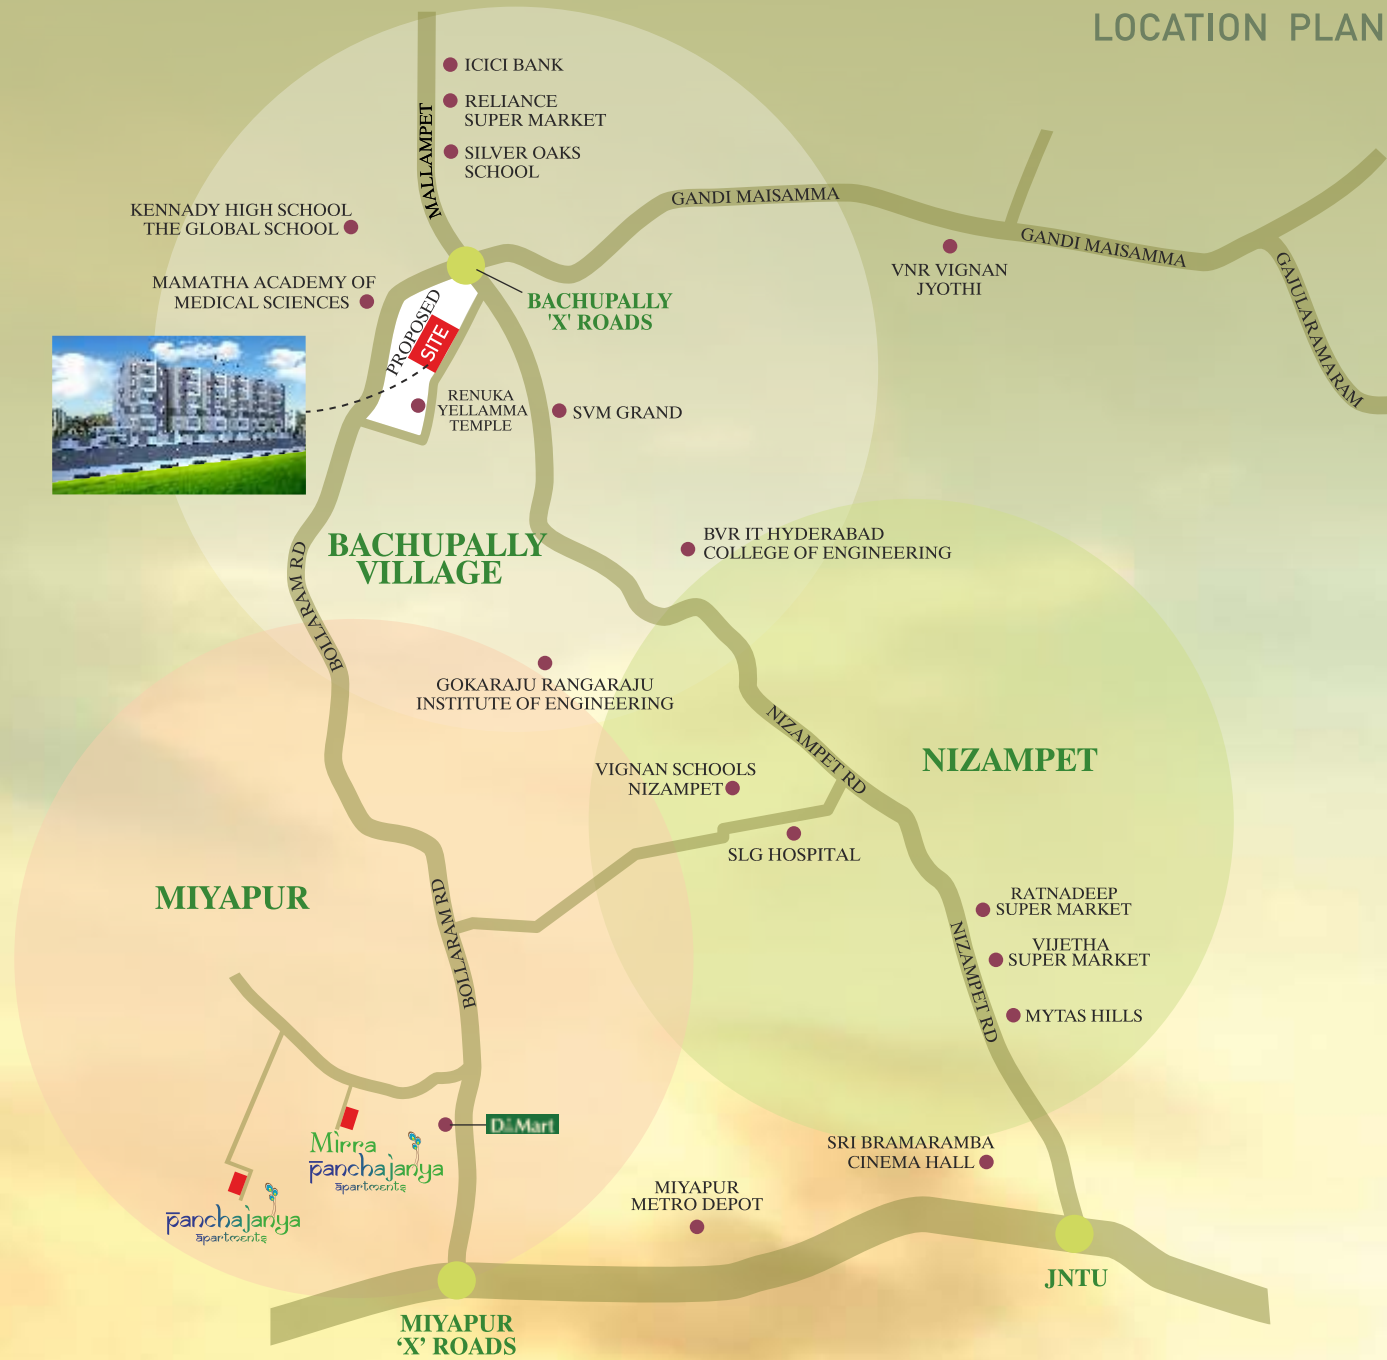 LOCATION PLAN
ICICI BANK
RELIANCE
SUPER MARKET
SILVER OAKS
SCHOOL
MALLAMPET
KENNADY HIGH SCHOOL
THE GLOBAL SCHOOL
MAMATHA ACADEMY OF
MEDICAL SCIENCES
GANDI MAISAMMA
GANDI MAISAMMA
VNR VIGNAN
JYOTHI
GAJULARAMARAM
BACHUPALLY
'X' ROADS
PROPOSED
SITE
RENUKA
YELLAMMA
TEMPLE
SVM GRAND
BACHUPALLY
VILLAGE
BVR IT HYDERABAD
COLLEGE OF ENGINEERING
BOLLARAM RD
GOKARAJU RANGARAJU
INSTITUTE OF ENGINEERING
NIZAMPET RD
NIZAMPET
VIGNAN SCHOOLS
NIZAMPET
SLG HOSPITAL
MIYAPUR
BOLLARAM RD
RATNADEEP
SUPER MARKET
VIJETHA
SUPER MARKET
NIZAMPET RD
MYTAS HILLS
D-Mart
Mirra
panchajanya
apartments
panchajanya
apartments
SRI BRAMARAMBA
CINEMA HALL
MIYAPUR
METRO DEPOT
JNTU
MIYAPUR
‘X’ ROADS